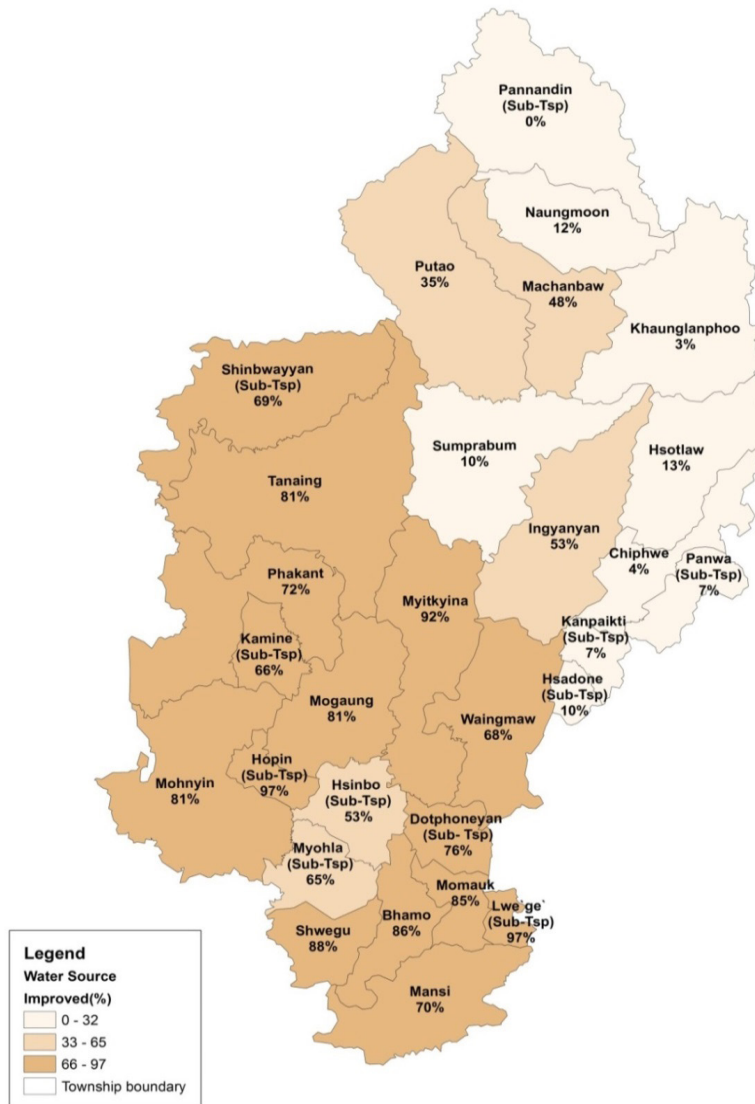 Pannandin
(Sub-Tsp)
0%
Naungmoon
12%
Putao
35%
Machanbaw
48%
Khaunglanphoo
3%
Shinbwayyan
(Sub-Tsp)
69%
Sumprabum
10%
Hsotlaw
13%
Tanaing
81%
Ingyanyan
53%
Chiphwe
4%
Panwa
(Sub-Tsp)
7%
Phakant
72%
Myitkyina
92%
Kanpaikti
(Sub-Tsp)
7%
Kamine
(Sub-Tsp)
66%
Hsadone
(Sub-Tsp)
10%
Mogaung
81%
Waingmaw
68%
Hopin
(Sub-Tsp)
97%
Mohnyin
81%
Hsinbo
(Sub-Tsp)
53%
Dotphoneyan
(Sub- Tsp)
76%
Myohla
(Sub-Tsp)
65%
Momauk
85%
Lwe`ge`
(Sub-Tsp)
97%
Bhamo
86%
Shwegu
88%
Mansi
70%
Legend
Water Source
Improved(%)
0 - 32
33 - 65
66 - 97
Township boundary